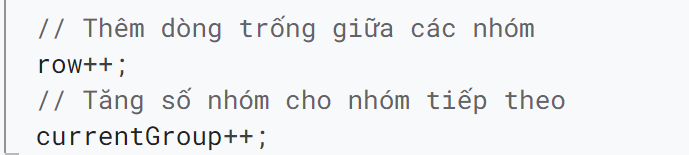 // Thêm dòng trống giữa các nhóm
row++;
// Tăng số nhóm cho nhóm tiếp theo
currentGroup++;